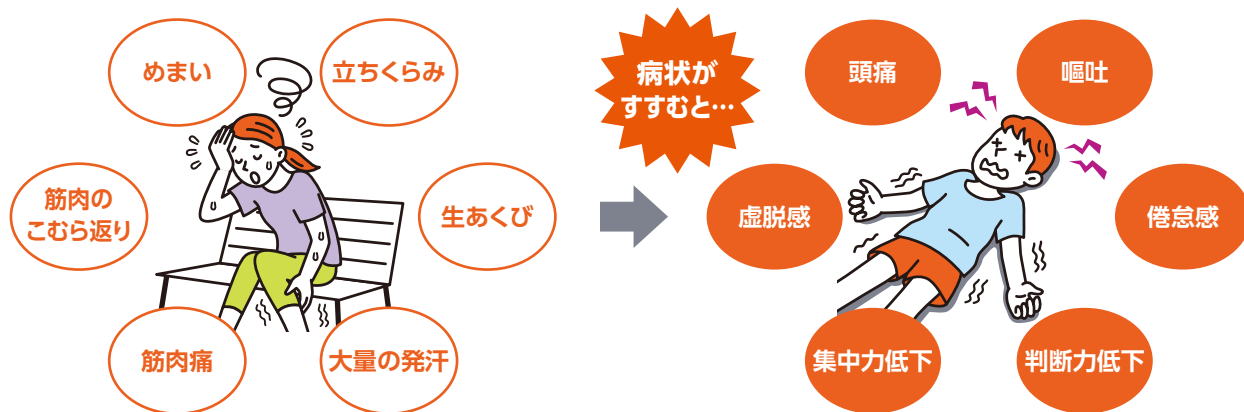 めまい
立ちくらみ
筋肉の
こむら返り
生あくび
筋肉痛
大量の発汗
病状が
すすむと…
頭痛
嘔吐
虚脱感
倦怠感
集中力低下
判断力低下